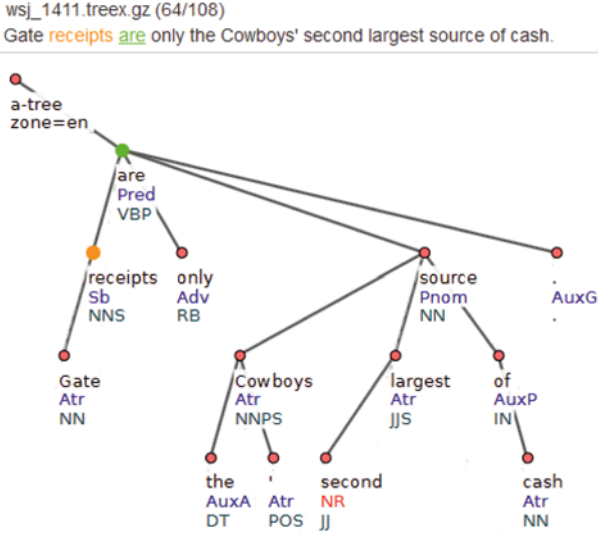 wsj_1411.treex.gz (64/108)
Gate receipts are only the Cowboys' second largest source of cash.
a-tree
zone=en
are
Pred
VBP
receipts only source .
Sb Adv Pnom AuxG
NNS RB NN .
Gate Cowboys largest of
Atr Atr Atr AuxP
NN NNPS JJS IN
the ' second cash
AuxA Atr NR Atr
DT POS JJ NN